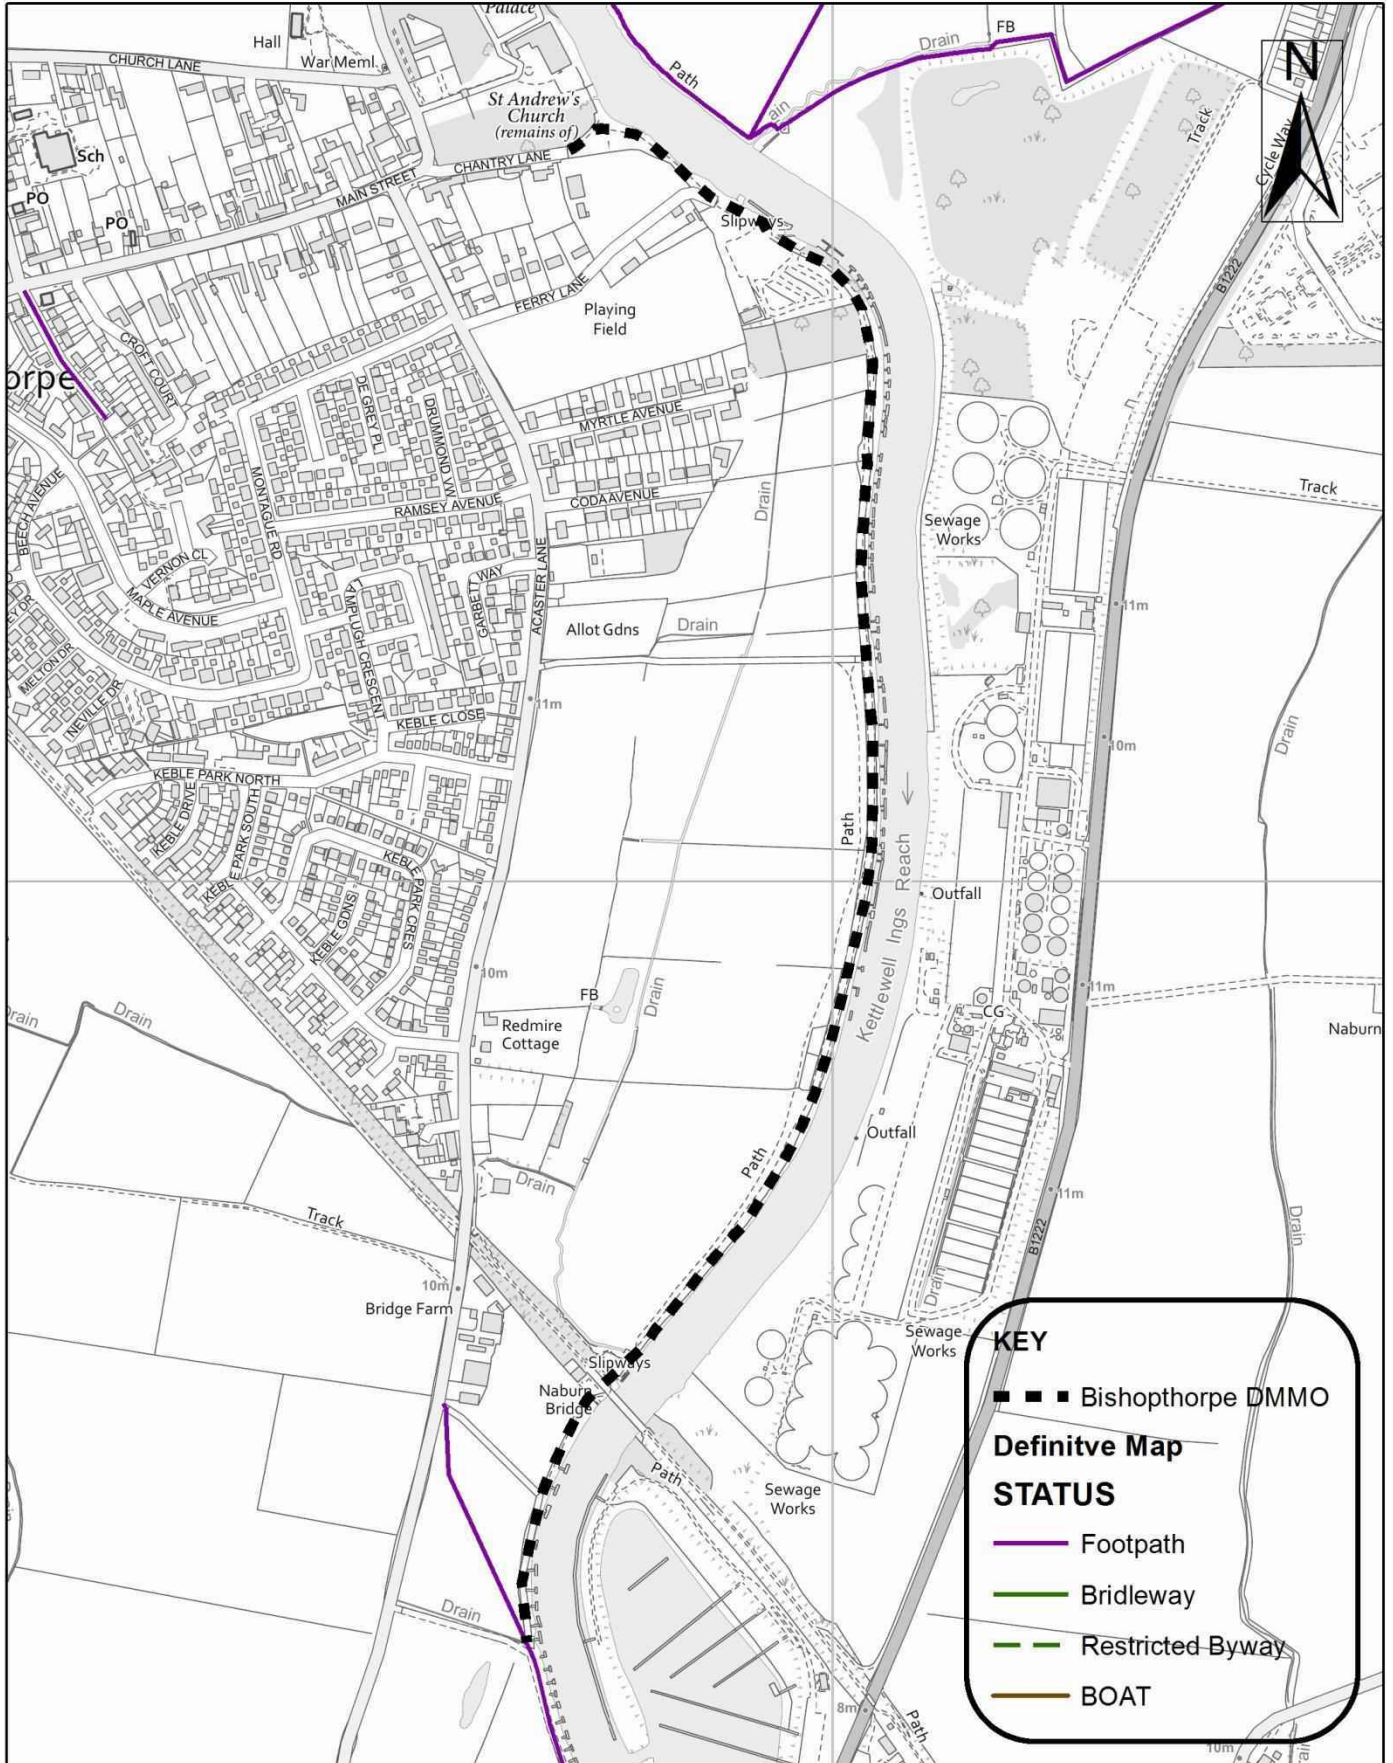 Palace
Hall
War Meml
CHURCH LANE
Path
Drain
FB
N
St Andrew's
Church
(remains of)
Sch
CHANTRY LANE
MAIN STREET
Track
Cycle Way
PO
PO
Slipways
FERRY LANE
Playing
Field
B1222
CROFT COURT
orpe
DE GREY PL
DRUMMOND VW
MYRTLE AVENUE
MONTAGUE RD
RAMSEY AVENUE
CODA AVENUE
Drain
Track
BEECH AVENUE
Sewage
Works
VERNON CL
MAPLE AVENUE
LAMPLUGH CRESCENT
GARBETT WAY
ACASTER LANE
11m
Allot Gdns
Drain
MELTON DR
NEVILLE DR
KEBLE CLOSE
11m
10m
Drain
KEBLE PARK NORTH
KEBLE DRIVE
KEBLE PARK SOUTH
KEBLE PARK CRES
KEBLE GDNS
Path
Kettlewell Ings Reach
Outfall
10m
11m
FB
Drain
CG
Drain
Drain
Redmire
Cottage
Naburn
Outfall
Path
Drain
11m
Track
Drain
B1222
10m
Bridge Farm
Drain
Slipways
Naburn
Bridge
Sewage
Works
Path
Sewage
Works
Drain
8m
Path
10m
KEY
Bishopthorpe DMMO
Definitve Map
STATUS
Footpath
Bridleway
Restricted Byway
BOAT